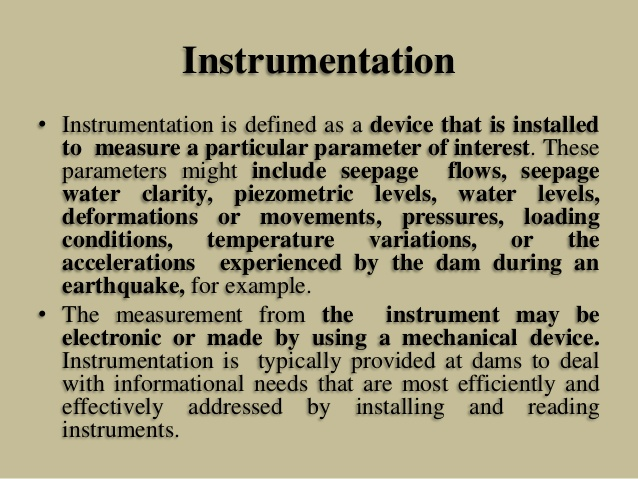 Instrumentation
• Instrumentation is defined as a device that is installed
to measure a particular parameter of interest. These
parameters might include seepage flows, seepage
water clarity, piezometric levels, water levels,
deformations or movements, pressures, loading
conditions, temperature variations, or the
accelerations experienced by the dam during an
earthquake, for example.
• The measurement from the instrument may be
electronic or made by using a mechanical device.
Instrumentation is typically provided at dams to deal
with informational needs that are most efficiently and
effectively addressed by installing and reading
instruments.